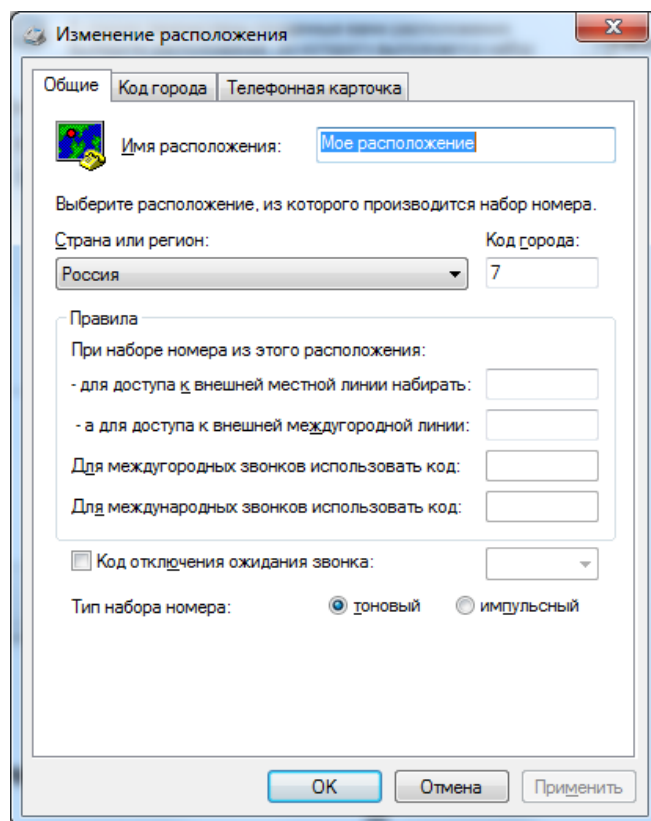 Изменение расположения
Общие Код города Телефонная карточка
Имя расположения: Мое расположение
Выберите расположение, из которого производится набор номера.
Страна или регион: Код города:
Россия 7
Правила
При наборе номера из этого расположения:
- для доступа к внешней местной линии набирать:
- а для доступа к внешней междугородной линии:
Для междугородных звонков использовать код:
Для международных звонков использовать код:
Код отключения ожидания звонка:
Тип набора номера: тоновый импульсный
OK Отмена Применить